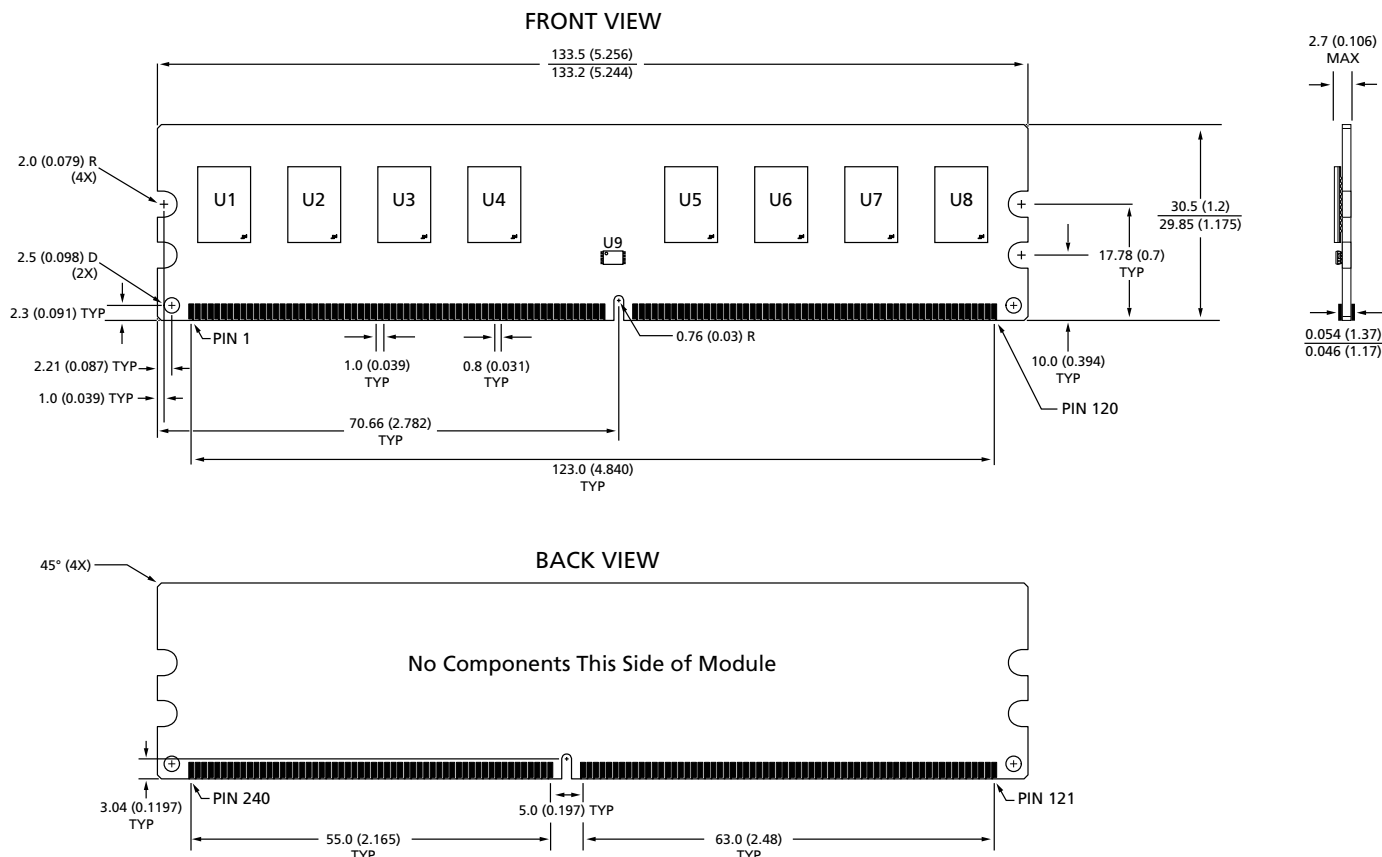 FRONT VIEW
133.5 (5.256)
133.2 (5.244)
2.7 (0.106)
MAX
2.0 (0.079) R
(4X)
U1
U2
U3
U4
U5
U6
U7
U8
U9
30.5 (1.2)
29.85 (1.175)
17.78 (0.7)
TYP
2.5 (0.098) D
(2X)
2.3 (0.091) TYP
PIN 1
0.76 (0.03) R
2.21 (0.087) TYP
1.0 (0.039)
TYP
0.8 (0.031)
TYP
10.0 (0.394)
TYP
0.054 (1.37)
0.046 (1.17)
1.0 (0.039) TYP
PIN 120
70.66 (2.782)
TYP
123.0 (4.840)
TYP
BACK VIEW
45° (4X)
No Components This Side of Module
3.04 (0.1197)
TYP
PIN 240
5.0 (0.197) TYP
PIN 121
55.0 (2.165)
TYP
63.0 (2.48)
TYP